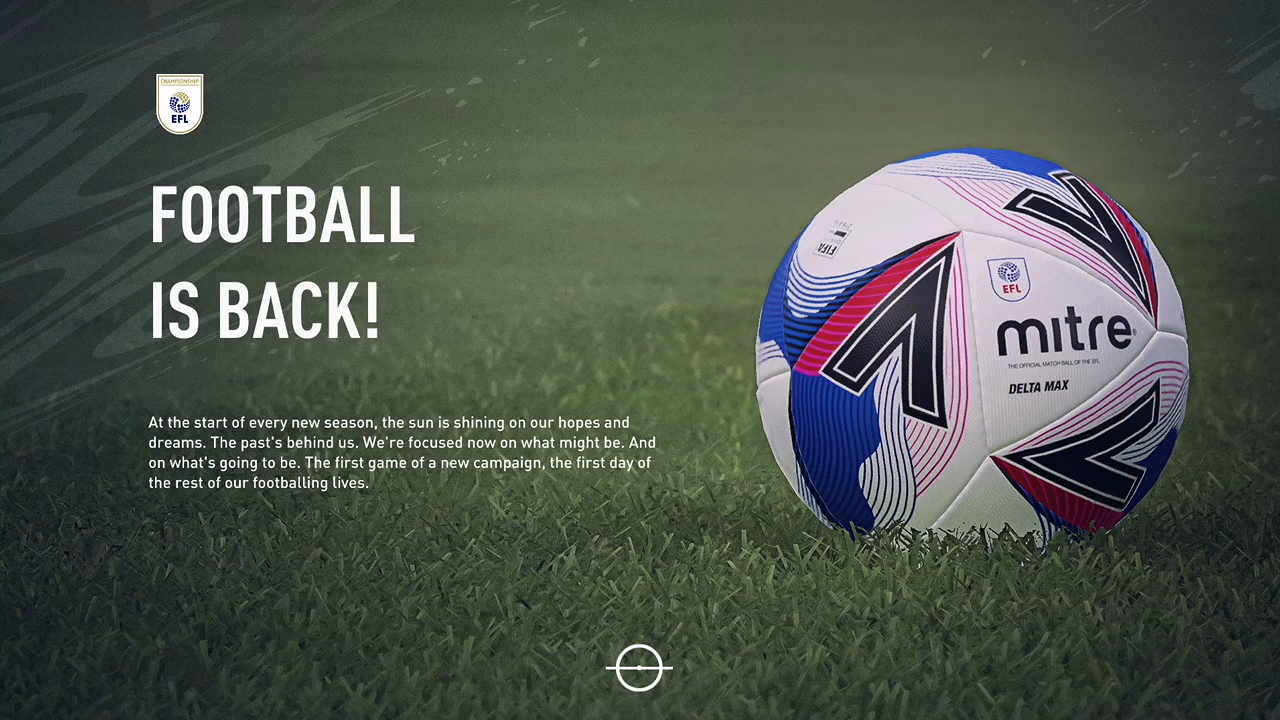 CHAMPIONSHIP
EFL
FOOTBALL
IS BACK!
At the start of every new season, the sun is shining on our hopes and
dreams. The past's behind us. We're focused now on what might be. And
on what's going to be. The first game of a new campaign, the first day of
the rest of our footballing lives.
FIFA
EFL
mitre
THE OFFICIAL MATCH BALL OF THE EFL
DELTA MAX